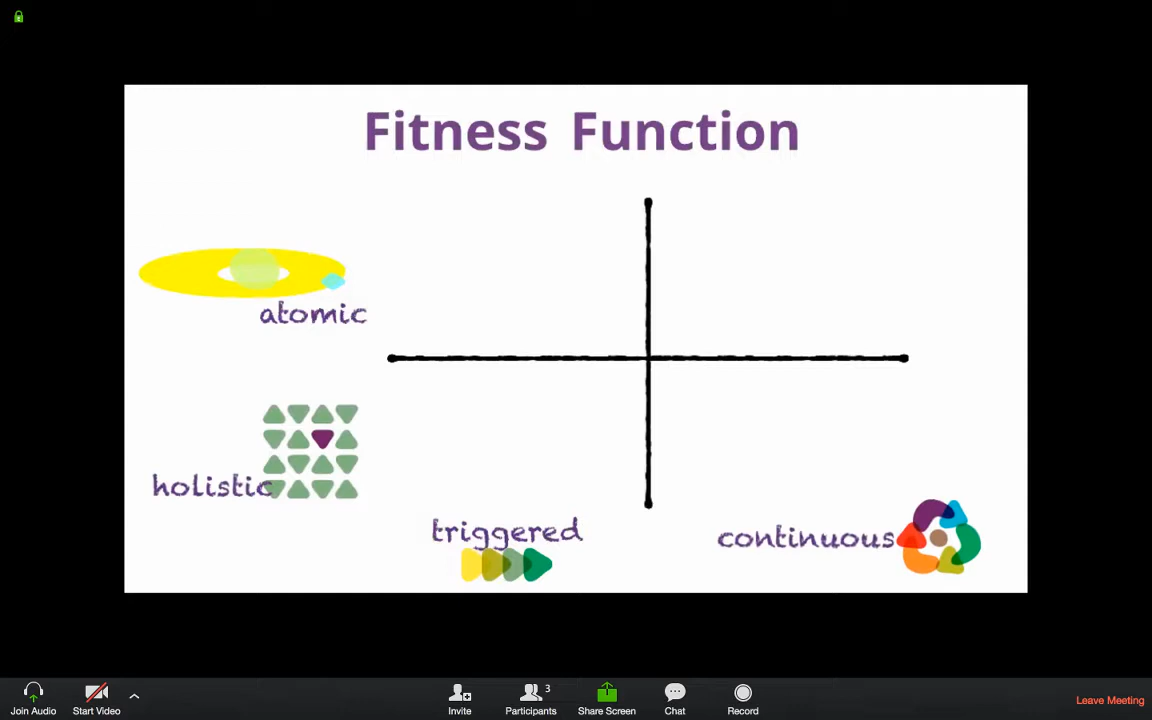 Fitness Function
atomic
holistic
triggered
continuous
3
Join Audio
Start Video
Invite
Participants
Share Screen
Chat
Record
Leave Meeting